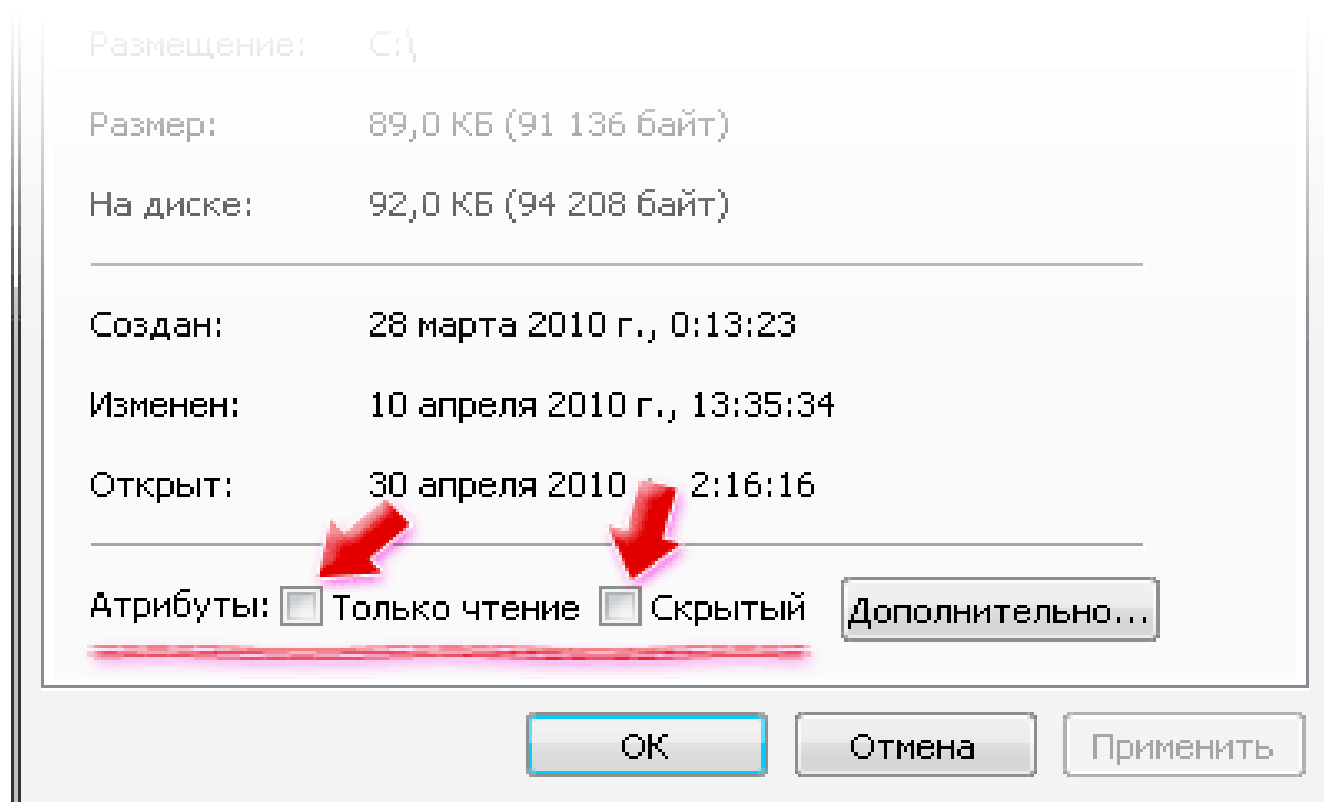 Размещение: C:\
Размер: 89,0 КБ (91 136 байт)
На диске: 92,0 КБ (94 208 байт)
Создан: 28 марта 2010 г., 0:13:23
Изменен: 10 апреля 2010 г., 13:35:34
Открыт: 30 апреля 2010 2:16:16
Атрибуты: Только чтение Скрытый Дополнительно...
OK Отмена Применить